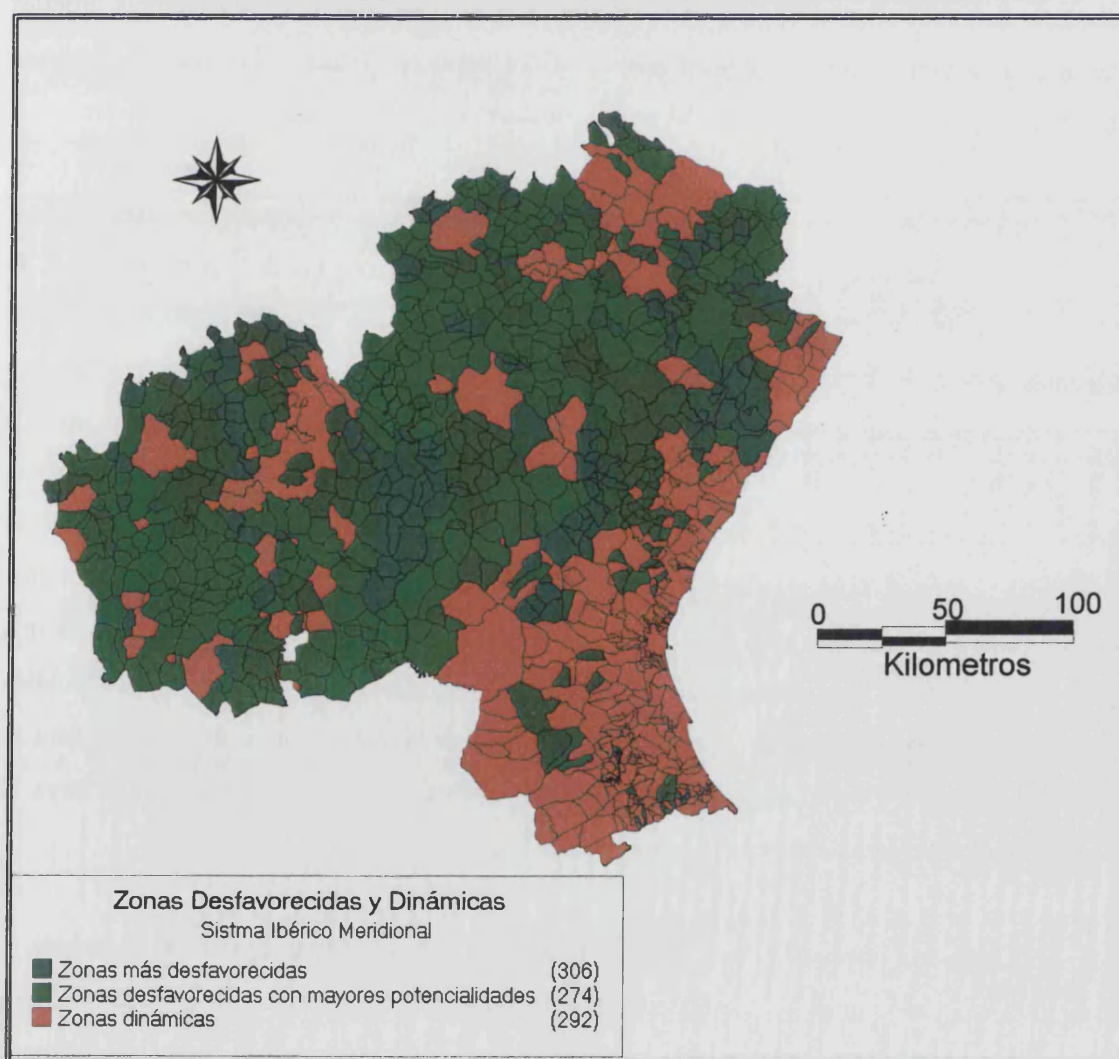 0 50 100
Kilometros
Zonas Desfavorecidas y Dinámicas
Sistma Ibérico Meridional
Zonas más desfavorecidas (306)
Zonas desfavorecidas con mayores potencialidades (274)
Zonas dinámicas (292)